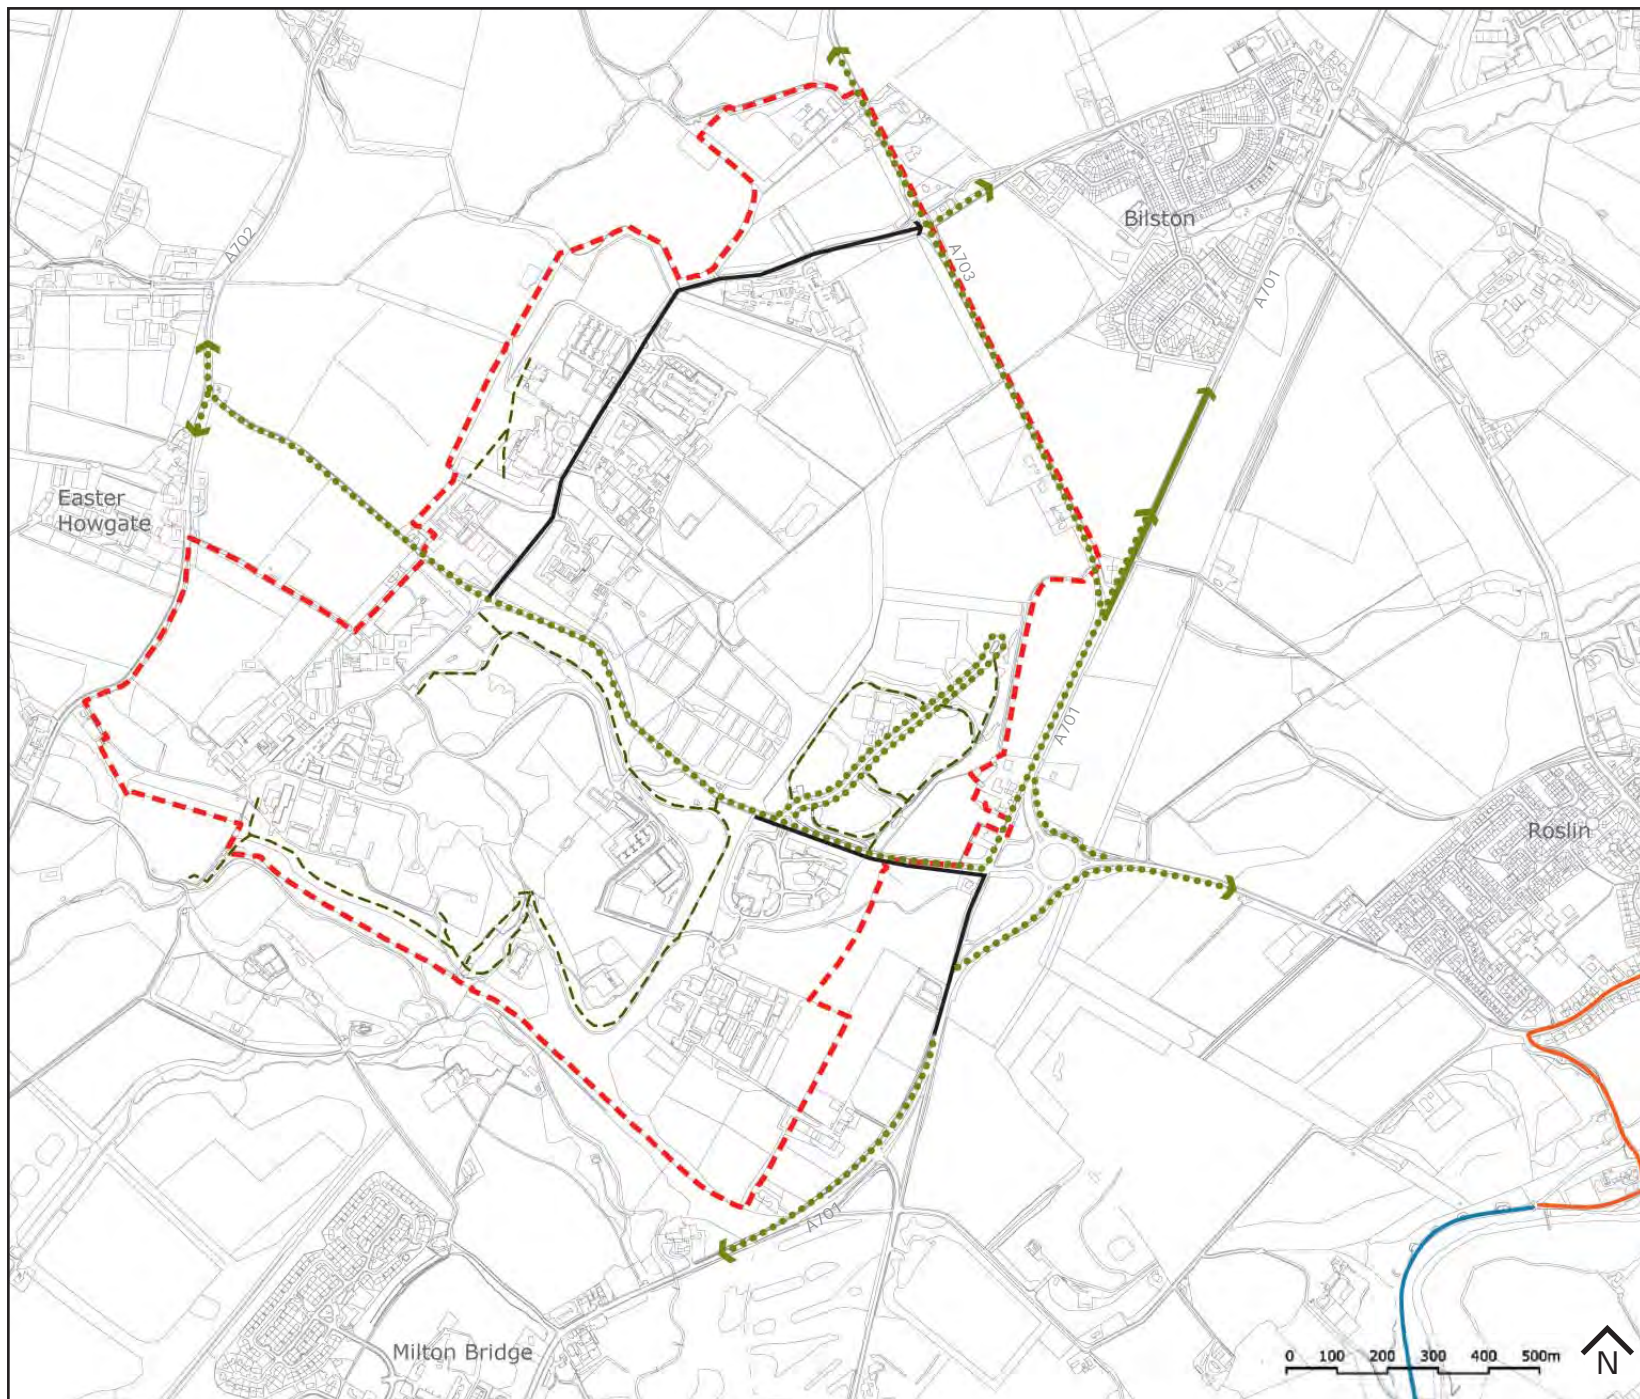 A702
Bilston
A703
A701
Easter
Howgate
A701
Roslin
A701
Milton Bridge
0 100 200 300 400 500m
N